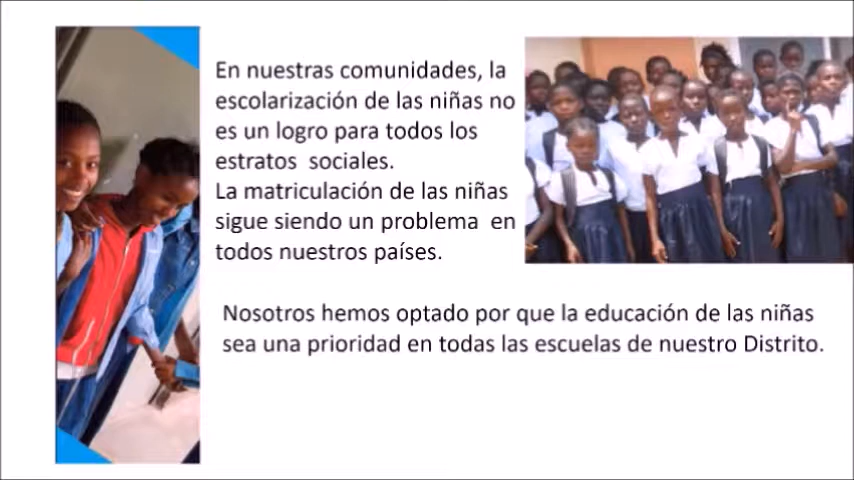 En nuestras comunidades, la
escolarización de las niñas no
es un logro para todos los
estratos sociales.
La matriculación de las niñas
sigue siendo un problema en
todos nuestros países.
Nosotros hemos optado por que la educación de las niñas
sea una prioridad en todas las escuelas de nuestro Distrito.